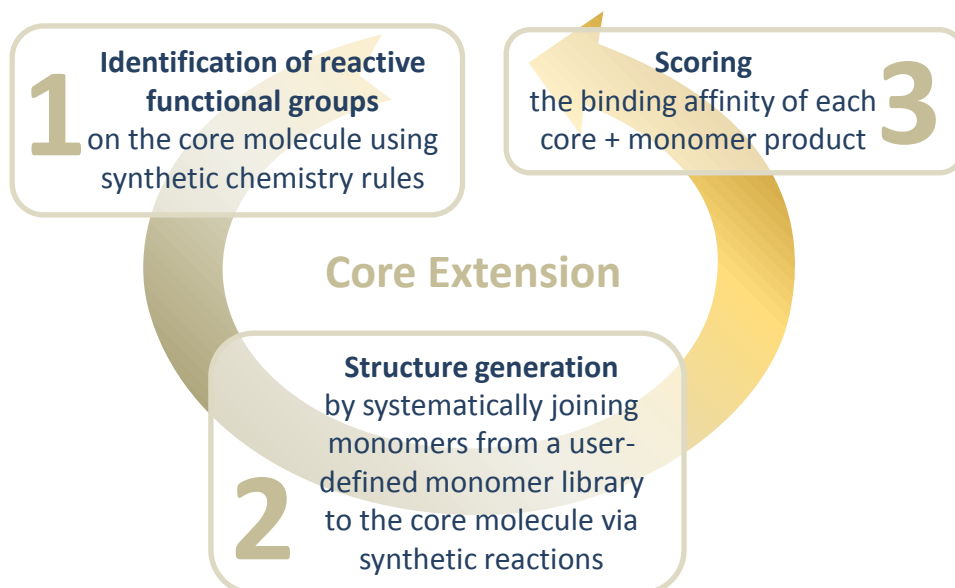 1
Identification of reactive
functional groups
on the core molecule using
synthetic chemistry rules
Scoring
the binding affinity of each
core + monomer product
3
Core Extension
Structure generation
by systematically joining
monomers from a user-
defined monomer library
to the core molecule via
synthetic reactions
2